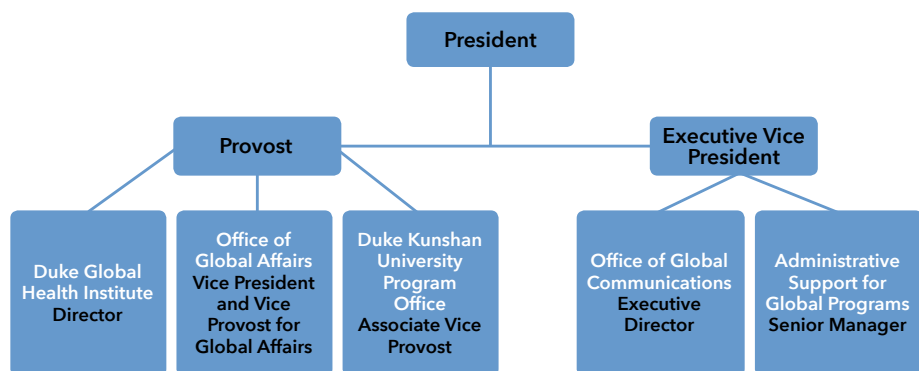 President
Provost
Executive Vice
President
Duke Global
Health Institute
Director
Office of
Global Affairs
Vice President
and Vice
Provost for
Global Affairs
Duke Kunshan
University
Program
Office
Associate Vice
Provost
Office of Global
Communications
Executive
Director
Administrative
Support for
Global Programs
Senior Manager